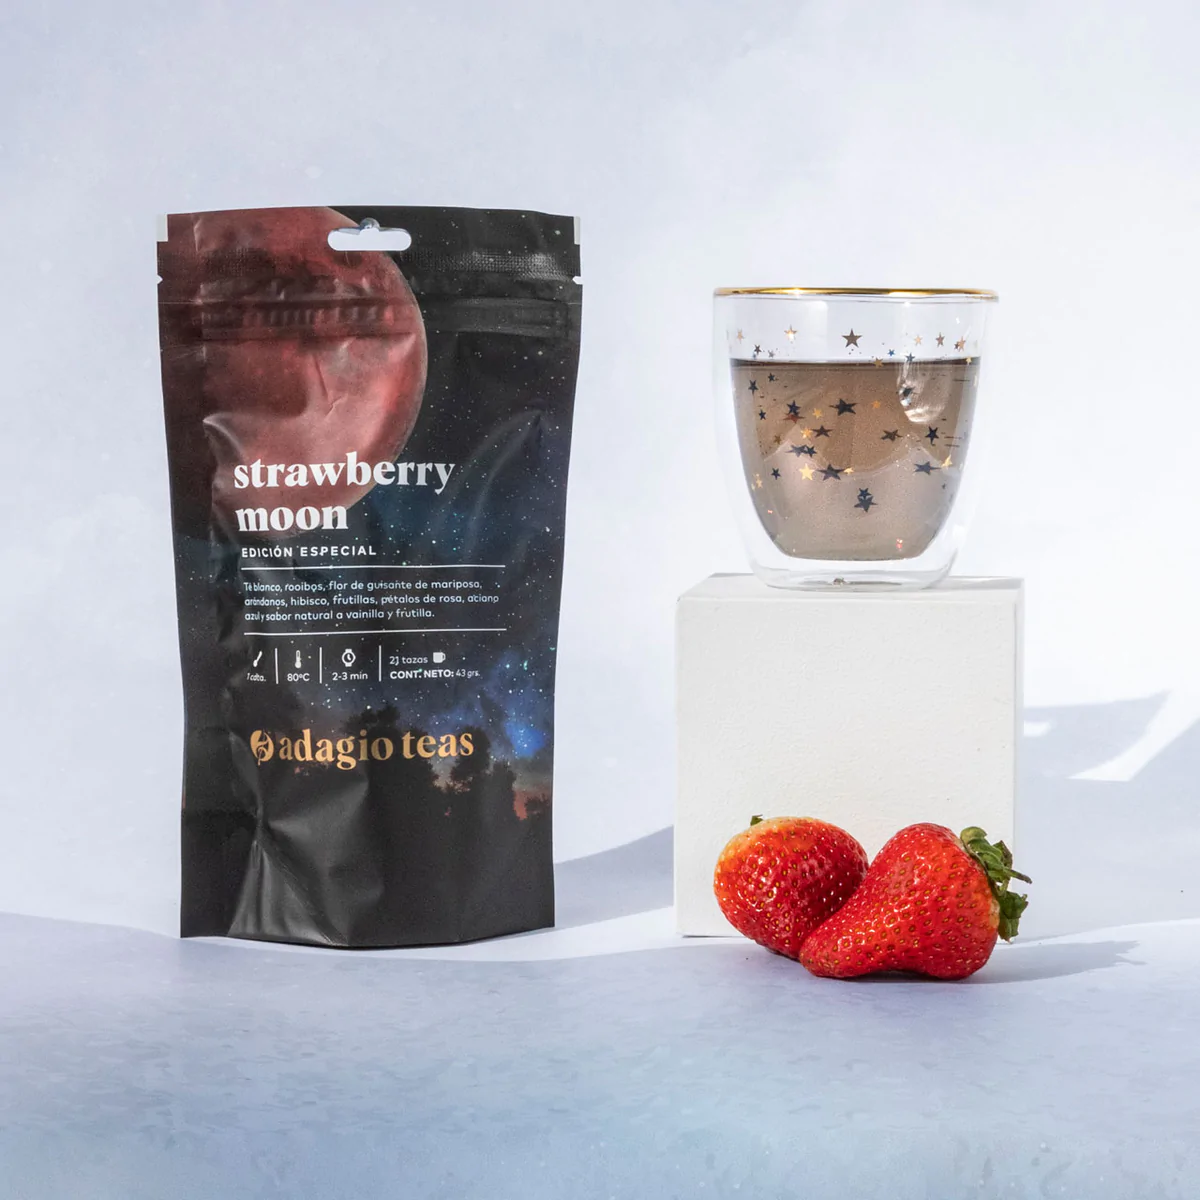 strawberry
moon
EDICIÓN ESPECIAL
Té blanco, rooibos, flor de guisante de mariposa,
arándanos, hibisco, frutillas, pétalos de rosa, aciano
azul y sabor natural a vainilla y frutilla.
1 cdta.
80°C
2-3 min
21 tazas
CONT. NETO: 43 grs.
adagio teas